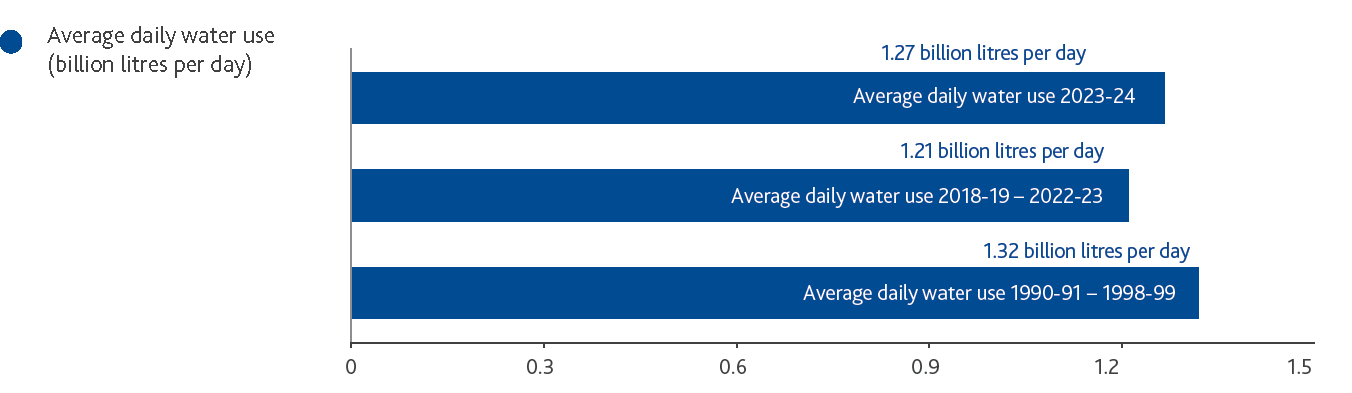 Average daily water use
(billion litres per day)
1.27 billion litres per day
Average daily water use 2023-24
1.21 billion litres per day
Average daily water use 2018-19 – 2022-23
1.32 billion litres per day
Average daily water use 1990-91 – 1998-99
0 0.3 0.6 0.9 1.2 1.5